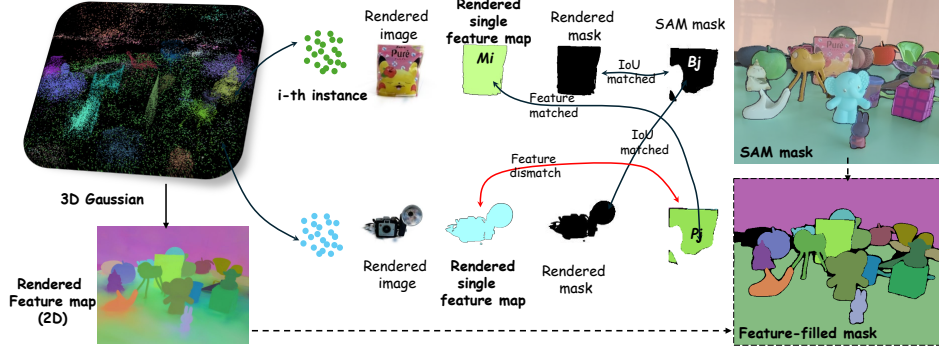 Rendered
image
Rendered
single
feature map
Rendered
mask
SAM mask
Pure
Mi
Bj
IoU
matched
i-th instance
Feature
matched
IoU
matched
SAM mask
Feature
dismatch
3D Gaussian
Pj
Rendered
image
Rendered
single
feature map
Rendered
mask
Rendered
Feature map
(2D)
Feature-filled mask